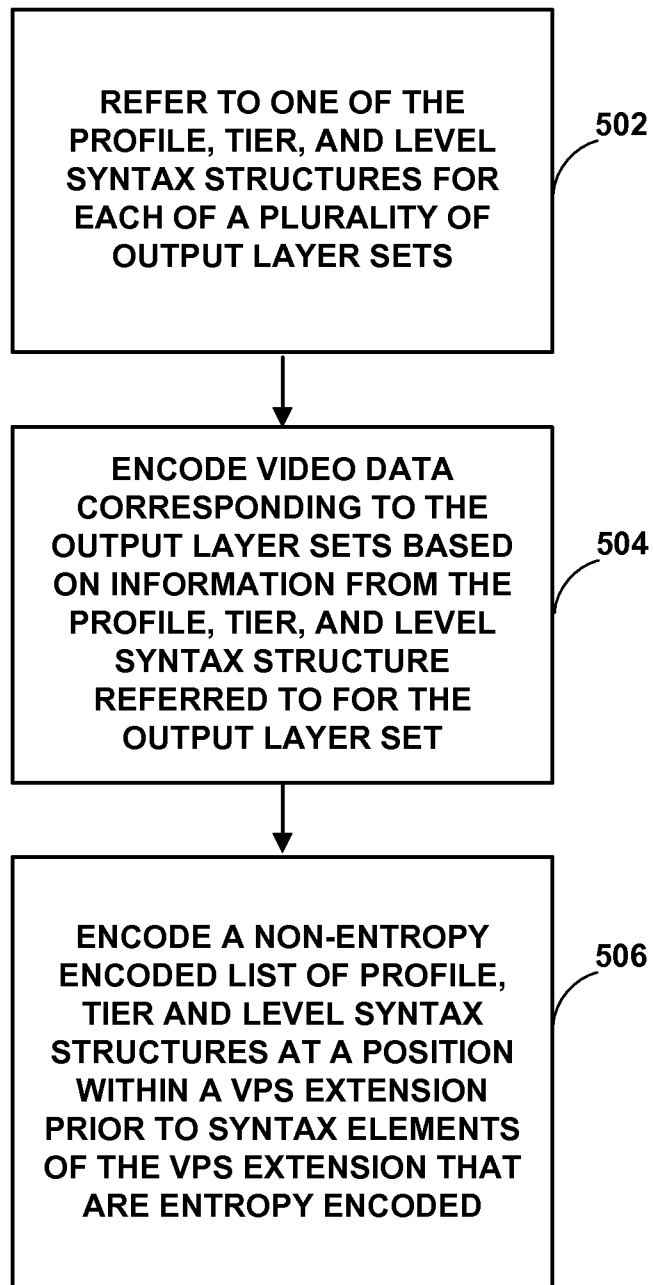 REFER TO ONE OF THE
PROFILE, TIER, AND LEVEL
SYNTAX STRUCTURES FOR
EACH OF A PLURALITY OF
OUTPUT LAYER SETS
502
ENCODE VIDEO DATA
CORRESPONDING TO THE
OUTPUT LAYER SETS BASED
ON INFORMATION FROM THE
PROFILE, TIER, AND LEVEL
SYNTAX STRUCTURE
REFERRED TO FOR THE
OUTPUT LAYER SET
504
ENCODE A NON-ENTROPY
ENCODED LIST OF PROFILE,
TIER AND LEVEL SYNTAX
STRUCTURES AT A POSITION
WITHIN A VPS EXTENSION
PRIOR TO SYNTAX ELEMENTS
OF THE VPS EXTENSION THAT
ARE ENTROPY ENCODED
506